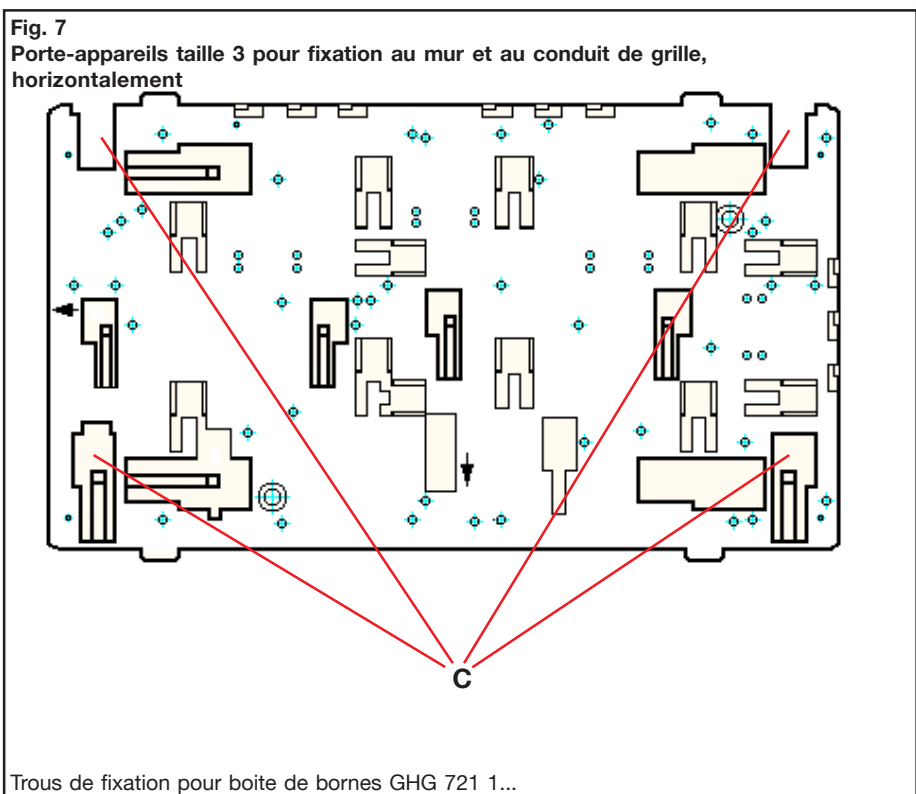 Fig. 7
Porte-appareils taille 3 pour fixation au mur et au conduit de grille,
horizontalement
C
Trous de fixation pour boite de bornes GHG 721 1...